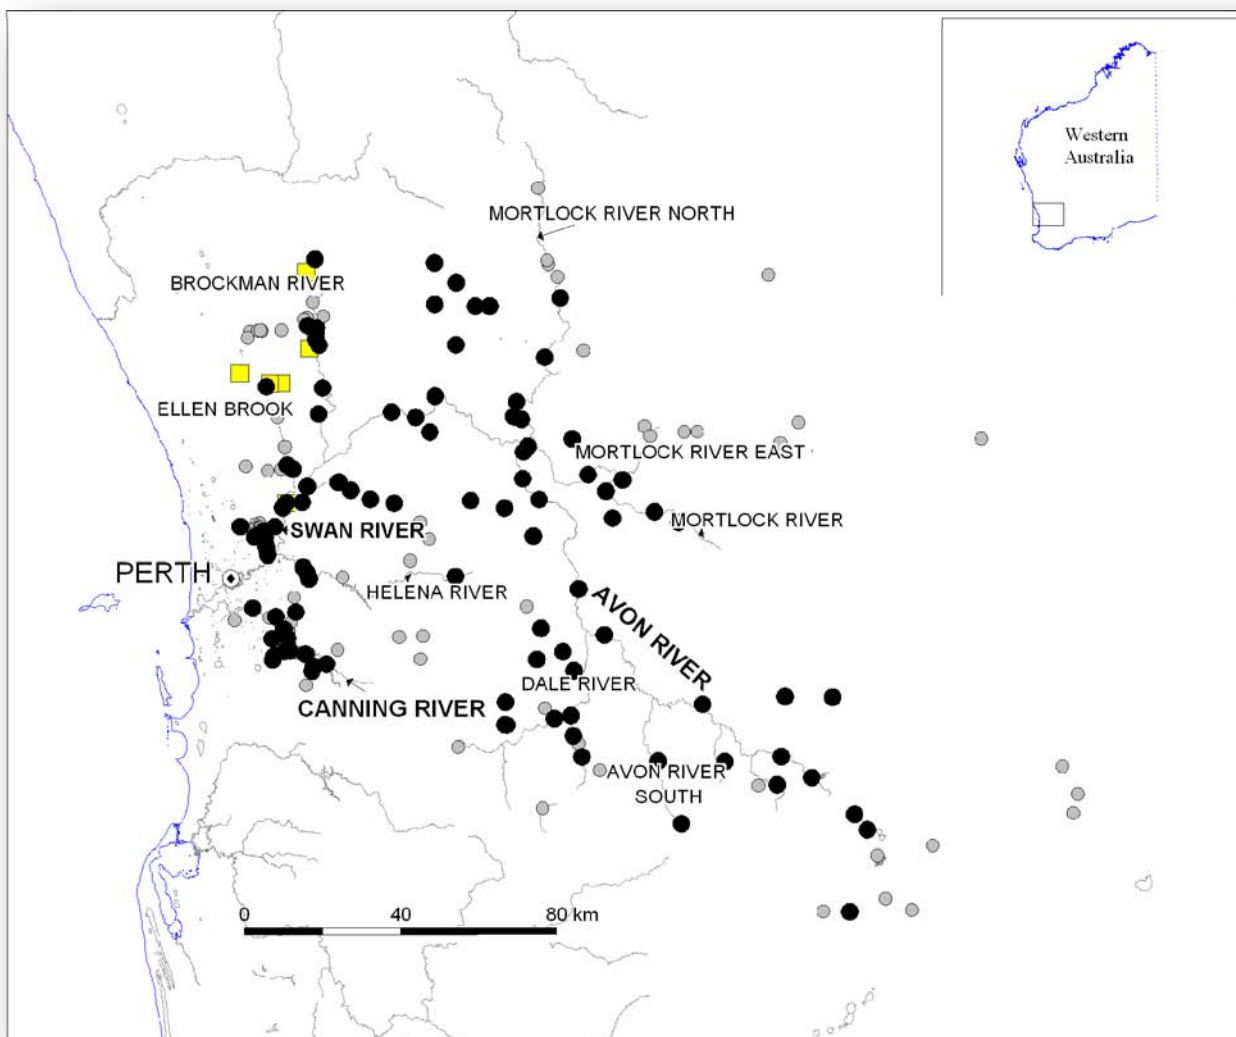 Western
Australia
MORTLOCK RIVER NORTH
BROCKMAN RIVER
ELLEN BROOK
MORTLOCK RIVER EAST
MORTLOCK RIVER
SWAN RIVER
PERTH
HELENA RIVER
AVON RIVER
DALE RIVER
CANNING RIVER
AVON RIVER
SOUTH
0 40 80 km